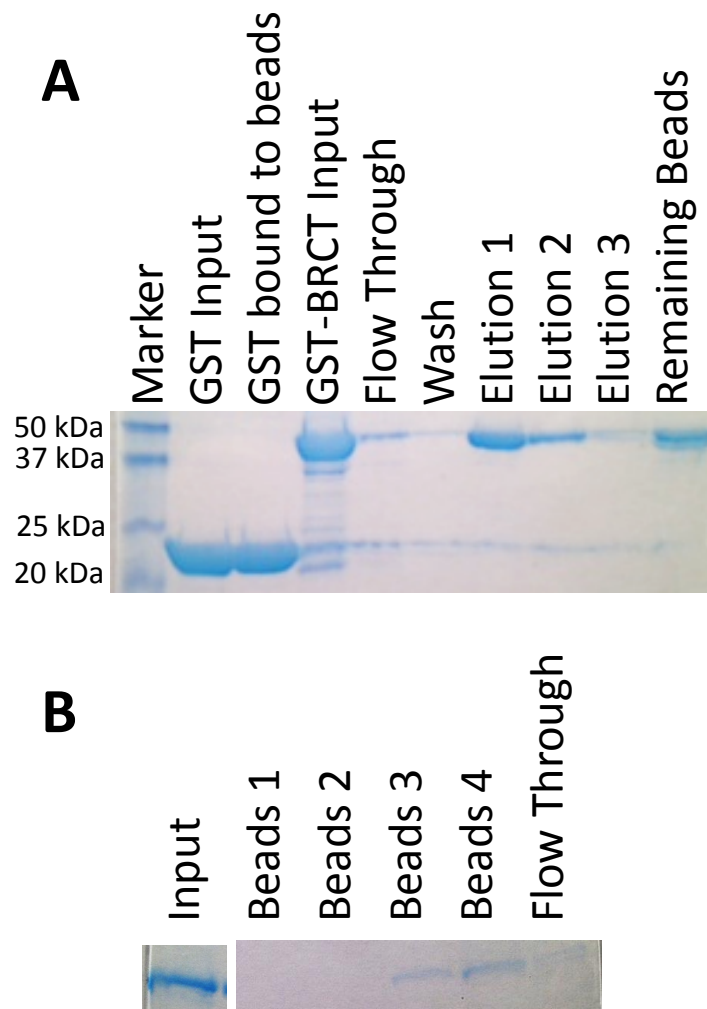 A
Marker
GST Input
GST bound to beads
GST-BRCT Input
Flow Through
Wash
Elution 1
Elution 2
Elution 3
Remaining Beads
50 kDa
37 kDa
25 kDa
20 kDa
B
Input
Beads 1
Beads 2
Beads 3
Beads 4
Flow Through